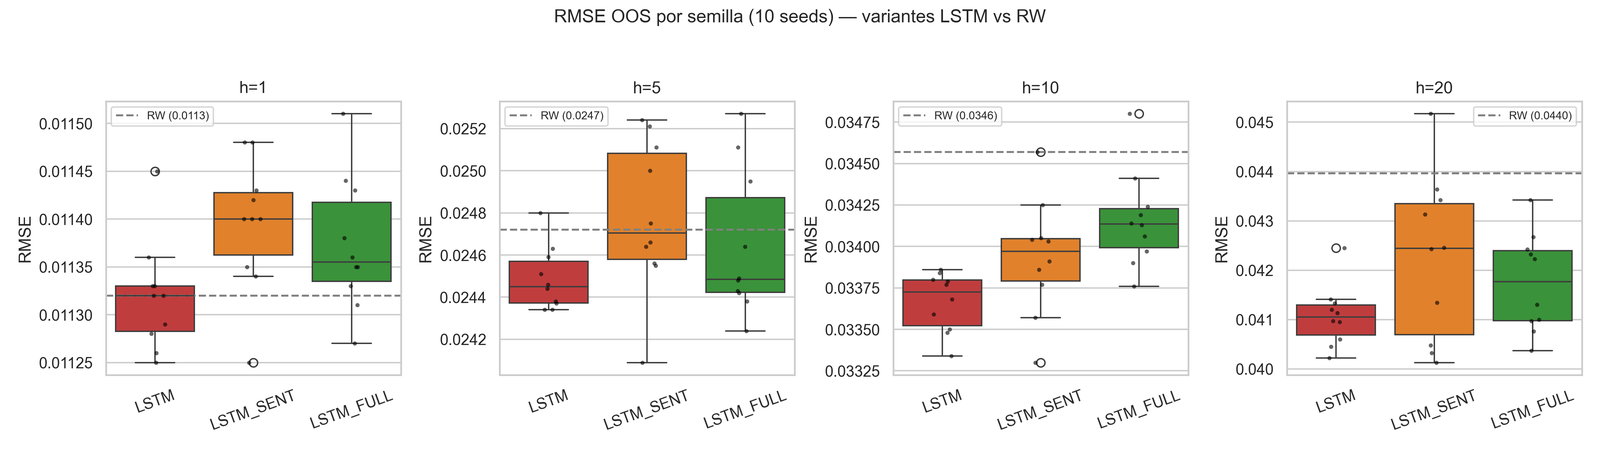 RMSE OOS por semilla (10 seeds) — variantes LSTM vs RW
h=1
RW (0.0113)
0.01150
0.01145
0.01140
0.01135
0.01130
0.01125
RMSE
LSTM
LSTM_SENT
LSTM_FULL
h=5
RW (0.0247)
0.0252
0.0250
0.0248
0.0246
0.0244
0.0242
RMSE
LSTM
LSTM_SENT
LSTM_FULL
h=10
RW (0.0346)
0.03475
0.03450
0.03425
0.03400
0.03375
0.03350
0.03325
RMSE
LSTM
LSTM_SENT
LSTM_FULL
h=20
RW (0.0440)
0.045
0.044
0.043
0.042
0.041
0.040
RMSE
LSTM
LSTM_SENT
LSTM_FULL